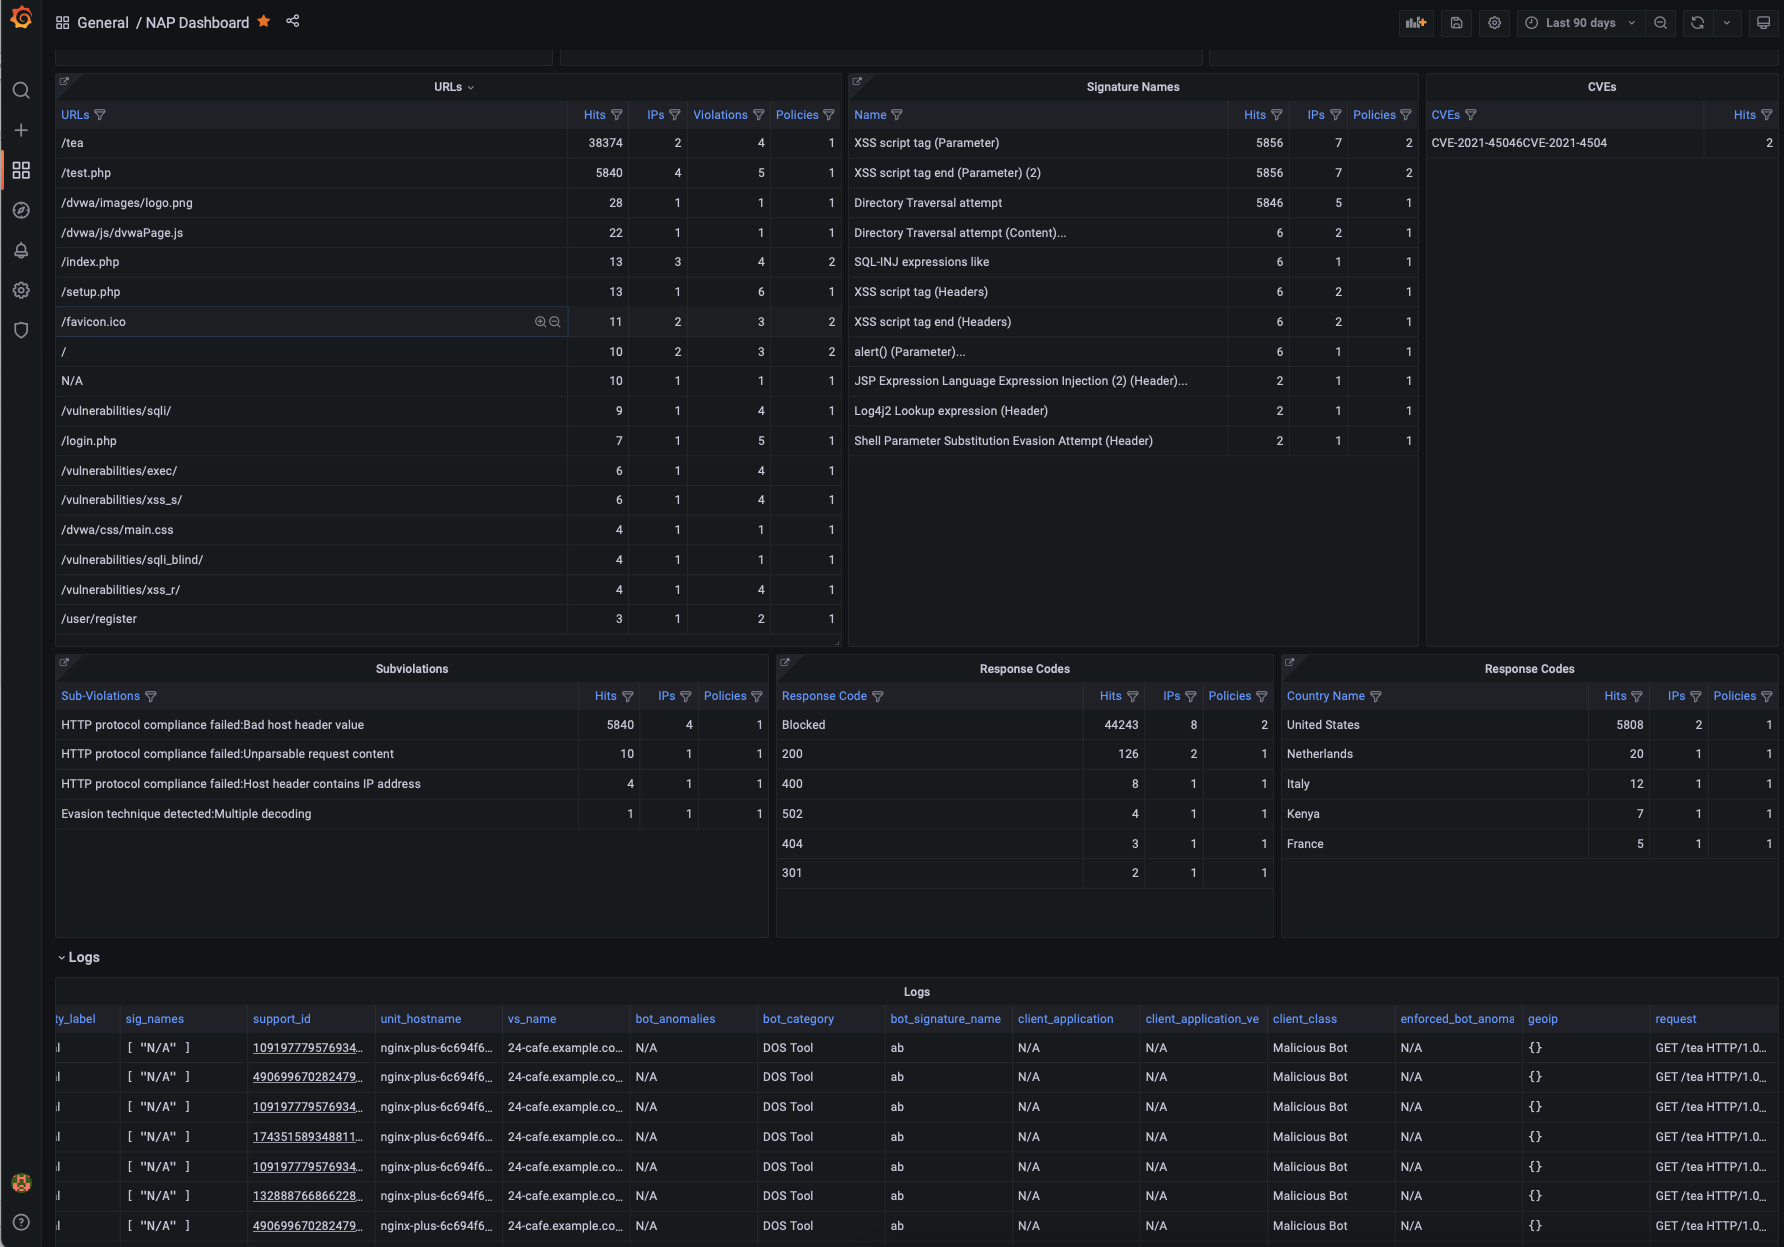 General / NAP Dashboard
Last 90 days
URLs
URLs Hits IPs Violations Policies
/tea 38374 2 4 1
/test.php 5840 4 5 1
/dvwa/images/logo.png 28 1 1 1
/dvwa/js/dvwaPage.js 22 1 1 1
/index.php 13 3 4 2
/setup.php 13 1 6 1
/favicon.ico 11 2 3 2
/ 10 2 3 2
N/A 10 1 1 1
/vulnerabilities/sqli/ 9 1 4 1
/login.php 7 1 5 1
/vulnerabilities/exec/ 6 1 4 1
/vulnerabilities/xss_s/ 6 1 4 1
/dvwa/css/main.css 4 1 1 1
/vulnerabilities/sqli_blind/ 4 1 1 1
/vulnerabilities/xss_r/ 4 1 4 1
/user/register 3 1 2 1
Signature Names
Name Hits IPs Policies
XSS script tag (Parameter) 5856 7 2
XSS script tag end (Parameter) (2) 5856 7 2
Directory Traversal attempt 5846 5 1
Directory Traversal attempt (Content)... 6 2 1
SQL-INJ expressions like 6 1 1
XSS script tag (Headers) 6 2 1
XSS script tag end (Headers) 6 2 1
alert() (Parameter)... 6 1 1
JSP Expression Language Expression Injection (2) (Header)... 2 1 1
Log4j2 Lookup expression (Header) 2 1 1
Shell Parameter Substitution Evasion Attempt (Header) 2 1 1
CVEs
CVEs Hits
CVE-2021-45046CVE-2021-4504 2
Subviolations
Sub-Violations Hits IPs Policies
HTTP protocol compliance failed:Bad host header value 5840 4 1
HTTP protocol compliance failed:Unparsable request content 10 1 1
HTTP protocol compliance failed:Host header contains IP address 4 1 1
Evasion technique detected:Multiple decoding 1 1 1
Response Codes
Response Code Hits IPs Policies
Blocked 44243 8 2
200 126 2 1
400 8 1 1
502 4 1 1
404 3 1 1
301 2 1 1
Response Codes
Country Name Hits IPs Policies
United States 5808 2 1
Netherlands 20 1 1
Italy 12 1 1
Kenya 7 1 1
France 5 1 1
Logs
Logs
ty_label sig_names support_id unit_hostname vs_name bot_anomalies bot_category bot_signature_name client_application client_application_ve client_class enforced_bot_anoma geoip request
al [ "N/A" ]109197779576934... nginx-plus-6c694f6... 24-cafe.example.co... N/A DOS Tool ab N/A N/A Malicious Bot N/A {} GET /tea HTTP/1.0...
al [ "N/A" ] 490699670282479... nginx-plus-6c694f6... 24-cafe.example.co... N/A DOS Tool ab N/A N/A Malicious Bot N/A {} GET /tea HTTP/1.0...
al [ "N/A" ] 109197779576934... nginx-plus-6c694f6... 24-cafe.example.co... N/A DOS Tool ab N/A N/A Malicious Bot N/A {} GET /tea HTTP/1.0...
al [ "N/A" ] 174351589348811... nginx-plus-6c694f6... 24-cafe.example.co... N/A DOS Tool ab N/A N/A Malicious Bot N/A {} GET /tea HTTP/1.0...
al [ "N/A" ] 109197779576934... nginx-plus-6c694f6... 24-cafe.example.co... N/A DOS Tool ab N/A N/A Malicious Bot N/A {} GET /tea HTTP/1.0...
al [ "N/A" ] 132888766866228... nginx-plus-6c694f6... 24-cafe.example.co... N/A DOS Tool ab N/A N/A Malicious Bot N/A {} GET /tea HTTP/1.0...
al [ "N/A" ] 490699670282479... nginx-plus-6c694f6... 24-cafe.example.co... N/A DOS Tool ab N/A N/A Malicious Bot N/A {} GET /tea HTTP/1.0...